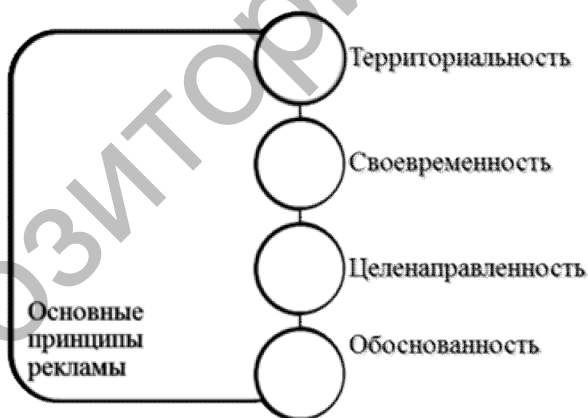 Территориальность
Своевременность
Целенаправленность
Обоснованность
Основные
принципы
рекламы